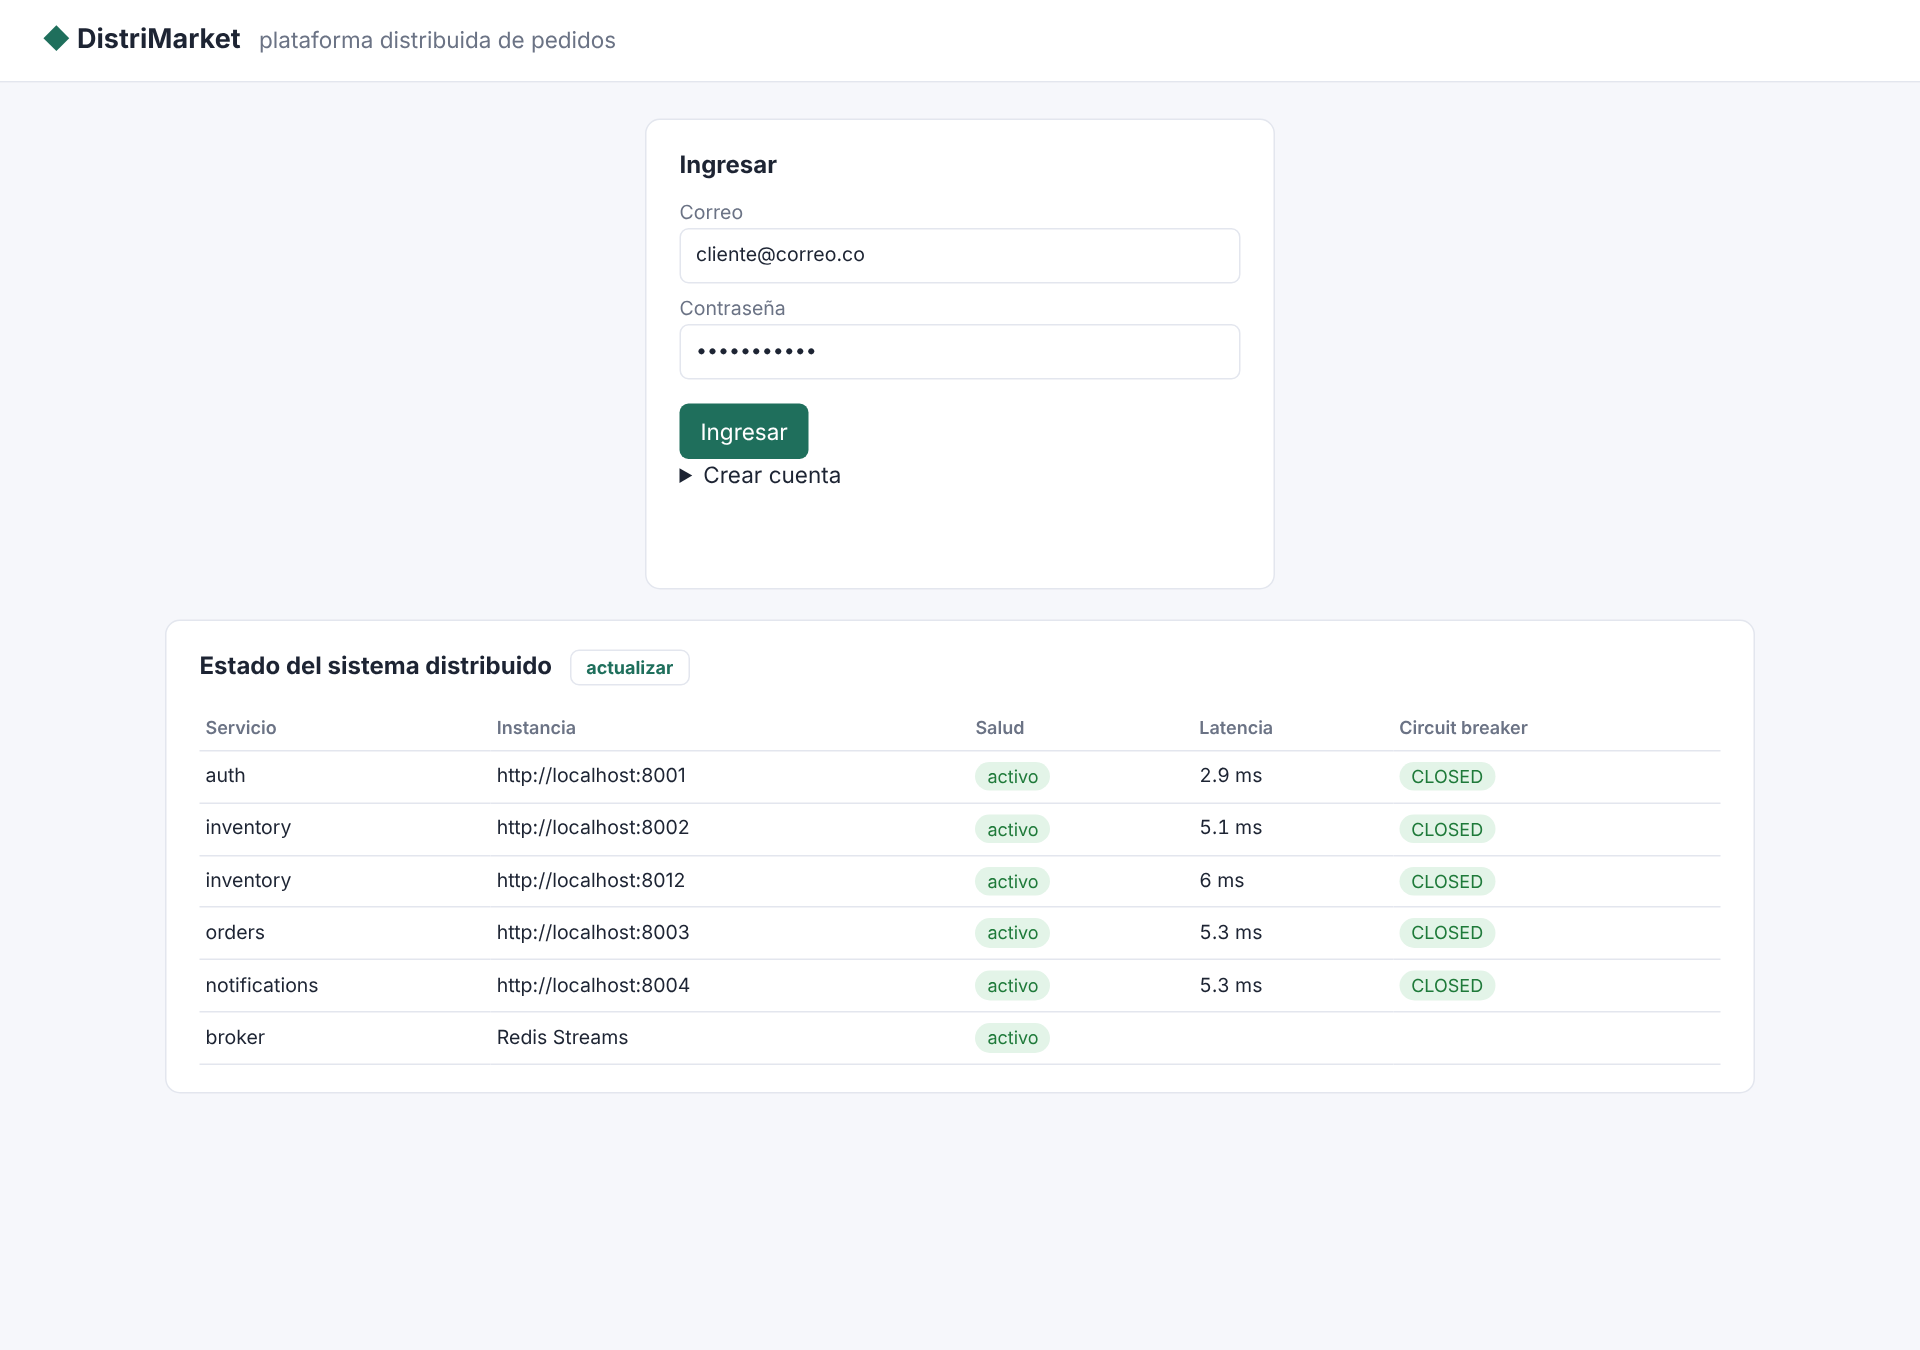 DistriMarket plataforma distribuida de pedidos
Ingresar
Correo
cliente@correo.co
Contraseña
•••••••••••
Ingresar
▶ Crear cuenta
Estado del sistema distribuido actualizar
Servicio Instancia Salud Latencia Circuit breaker
auth http://localhost:8001 activo 2.9 ms CLOSED
inventory http://localhost:8002 activo 5.1 ms CLOSED
inventory http://localhost:8012 activo 6 ms CLOSED
orders http://localhost:8003 activo 5.3 ms CLOSED
notifications http://localhost:8004 activo 5.3 ms CLOSED
broker Redis Streams activo